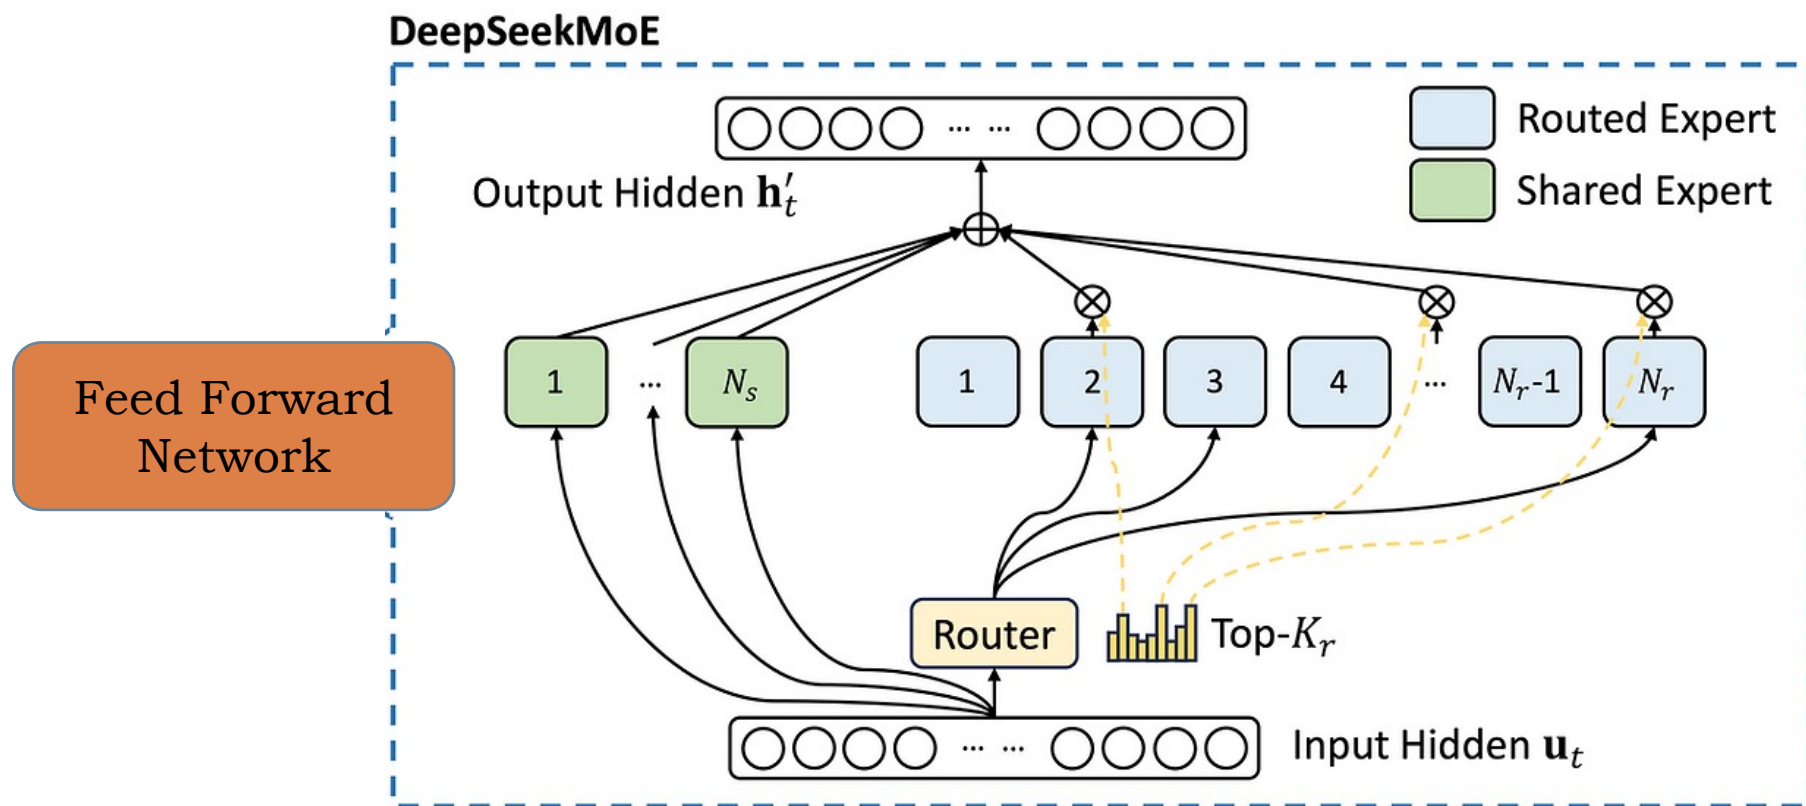 DeepSeekMoE
Routed Expert
Shared Expert
... ...
Output Hidden h′ₜ
1
...
Nₛ
1
2
3
4
...
Nᵣ-1
Nᵣ
Feed Forward
Network
Router
Top-Kᵣ
... ...
Input Hidden uₜ